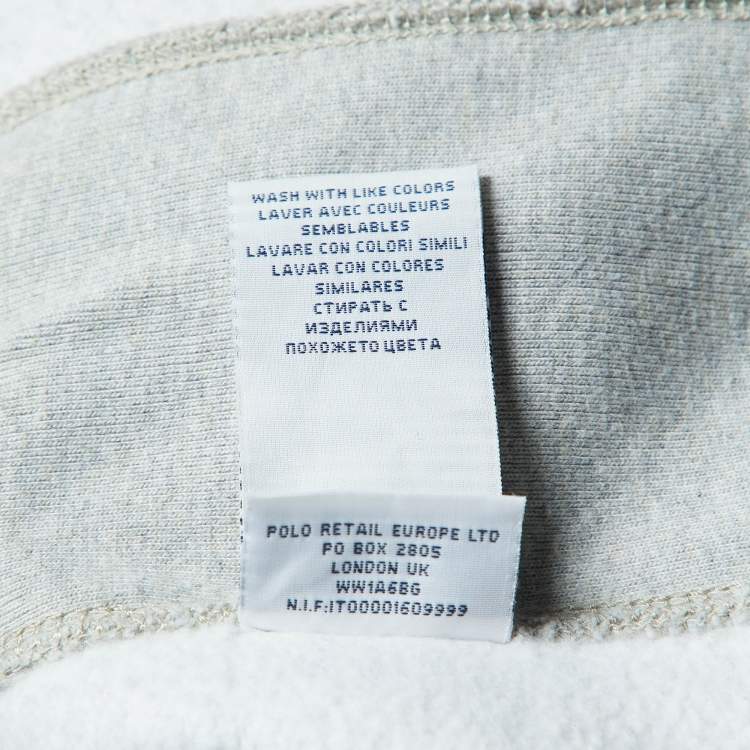 WASH WITH LIKE COLORS
LAVER AVEC COULEURS
SEMBLABLES
LAVARE CON COLORI SIMILI
LAVAR CON COLORES
SIMILARES
СТИРАТЬ С
ИЗДЕЛИЯМИ
ПОХОЖЕТО ЦВЕТА
POLO RETAIL EUROPE LTD
PO BOX 2805
LONDON UK
WW1A6BG
N.I.F:IT00001609999